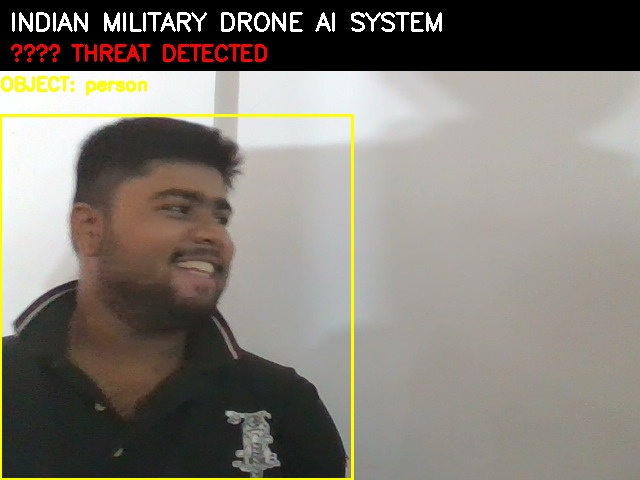 INDIAN MILITARY DRONE AI SYSTEM
???? THREAT DETECTED
OBJECT: person